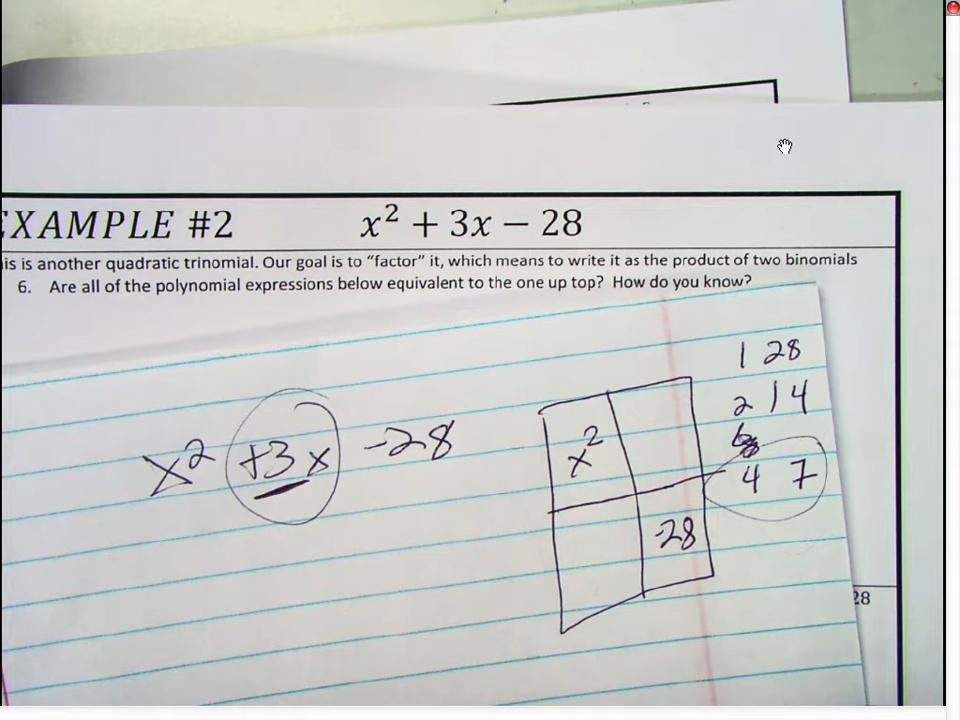 EXAMPLE #2 x² + 3x − 28
is is another quadratic trinomial. Our goal is to “factor” it, which means to write it as the product of two binomials
6. Are all of the polynomial expressions below equivalent to the one up top? How do you know?
1 28
2 14
4 7
x² +3x -28
x²
-28
28